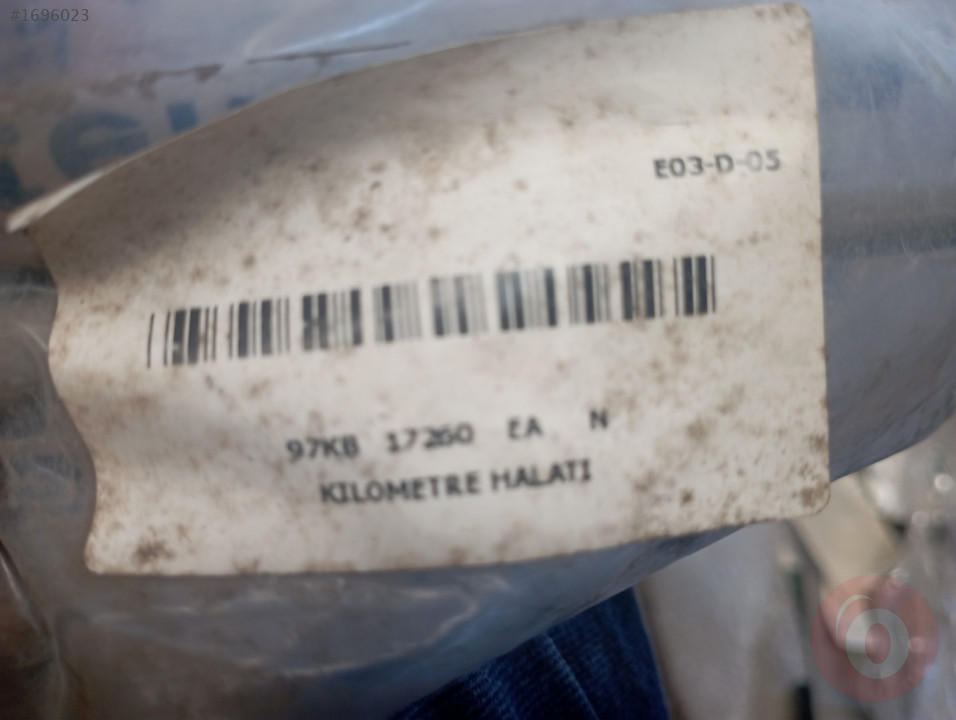 #1696023
E03-D-05
97KB 17260 EA N
KILOMETRE HALATI